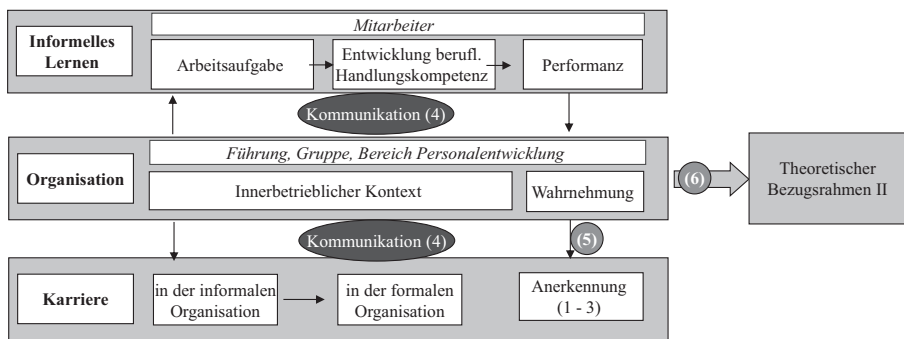 Mitarbeiter
Informelles
Lernen
Arbeitsaufgabe
Entwicklung berufl.
Handlungskompetenz
Performanz
Kommunikation (4)
Führung, Gruppe, Bereich Personalentwicklung
Organisation
Innerbetrieblicher Kontext
Wahrnehmung
(6)
Theoretischer
Bezugsrahmen II
Kommunikation (4)
(5)
Karriere
in der informalen
Organisation
in der formalen
Organisation
Anerkennung
(1 - 3)